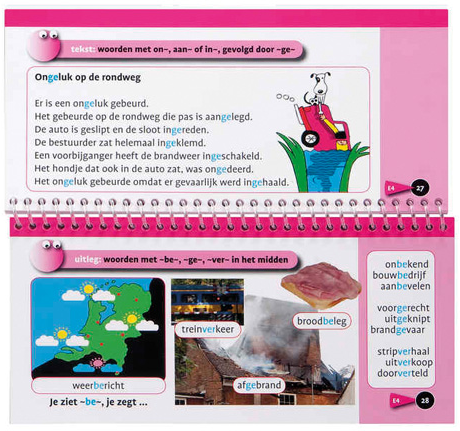 tekst: woorden met on-, aan- of in-, gevolgd door -ge-
Ongeluk op de rondweg
Er is een ongeluk gebeurd.
Het gebeurde op de rondweg die pas is aangelegd.
De auto is geslipt en de sloot ingereden.
De bestuurder zat helemaal ingeklemd.
Een voorbijganger heeft de brandweer ingeschakeld.
Het hondje dat ook in de auto zat, was ongedeerd.
Het ongeluk gebeurde omdat er gevaarlijk werd ingehaald.
E4 27
uitleg: woorden met -be-, -ge-, -ver- in het midden
treinverkeer
broodbeleg
weerbericht
afgebrand
Je ziet -be-, je zegt ...
onbekend
bouwbedrijf
aanbevelen
voorgerecht
uitgeknipt
brandgevaar
stripverhaal
uitverkoop
doorverteld
E4 28